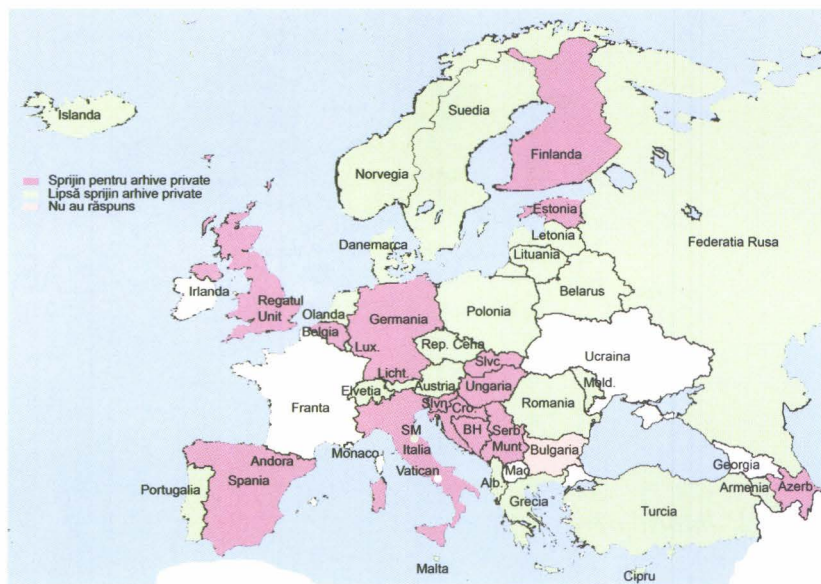 Islanda
Suedia
Norvegia
Finlanda
Sprijin pentru arhive private
Lipsă sprijin arhive private
Nu au răspuns
Estonia
Letonia
Lituania
Federatia Rusa
Danemarca
Irlanda
Regatul
Unit
Olanda
Belgia
Lux.
Germania
Polonia
Belarus
Rep. Ceha
Slvc.
Ucraina
Licht.
Elvetia
Austria
Ungaria
Mold.
Franta
Slvn.
Cro.
Romania
SM
BH
Serb.
Munt
Italia
Bulgaria
Monaco
Andora
Vatican
Mac.
Alb.
Georgia
Portugalia
Spania
Armenia
Azerb
Grecia
Turcia
Malta
Cipru